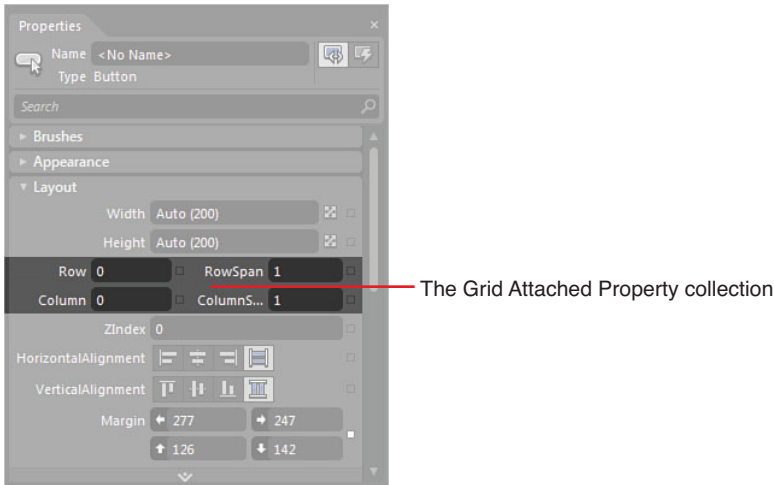 Properties
Name <No Name>
Type Button
Search
Brushes
Appearance
Layout
Width Auto (200)
Height Auto (200)
Row 0 RowSpan 1
Column 0 ColumnS... 1
The Grid Attached Property collection
ZIndex 0
HorizontalAlignment
VerticalAlignment
Margin 277 247
126 142